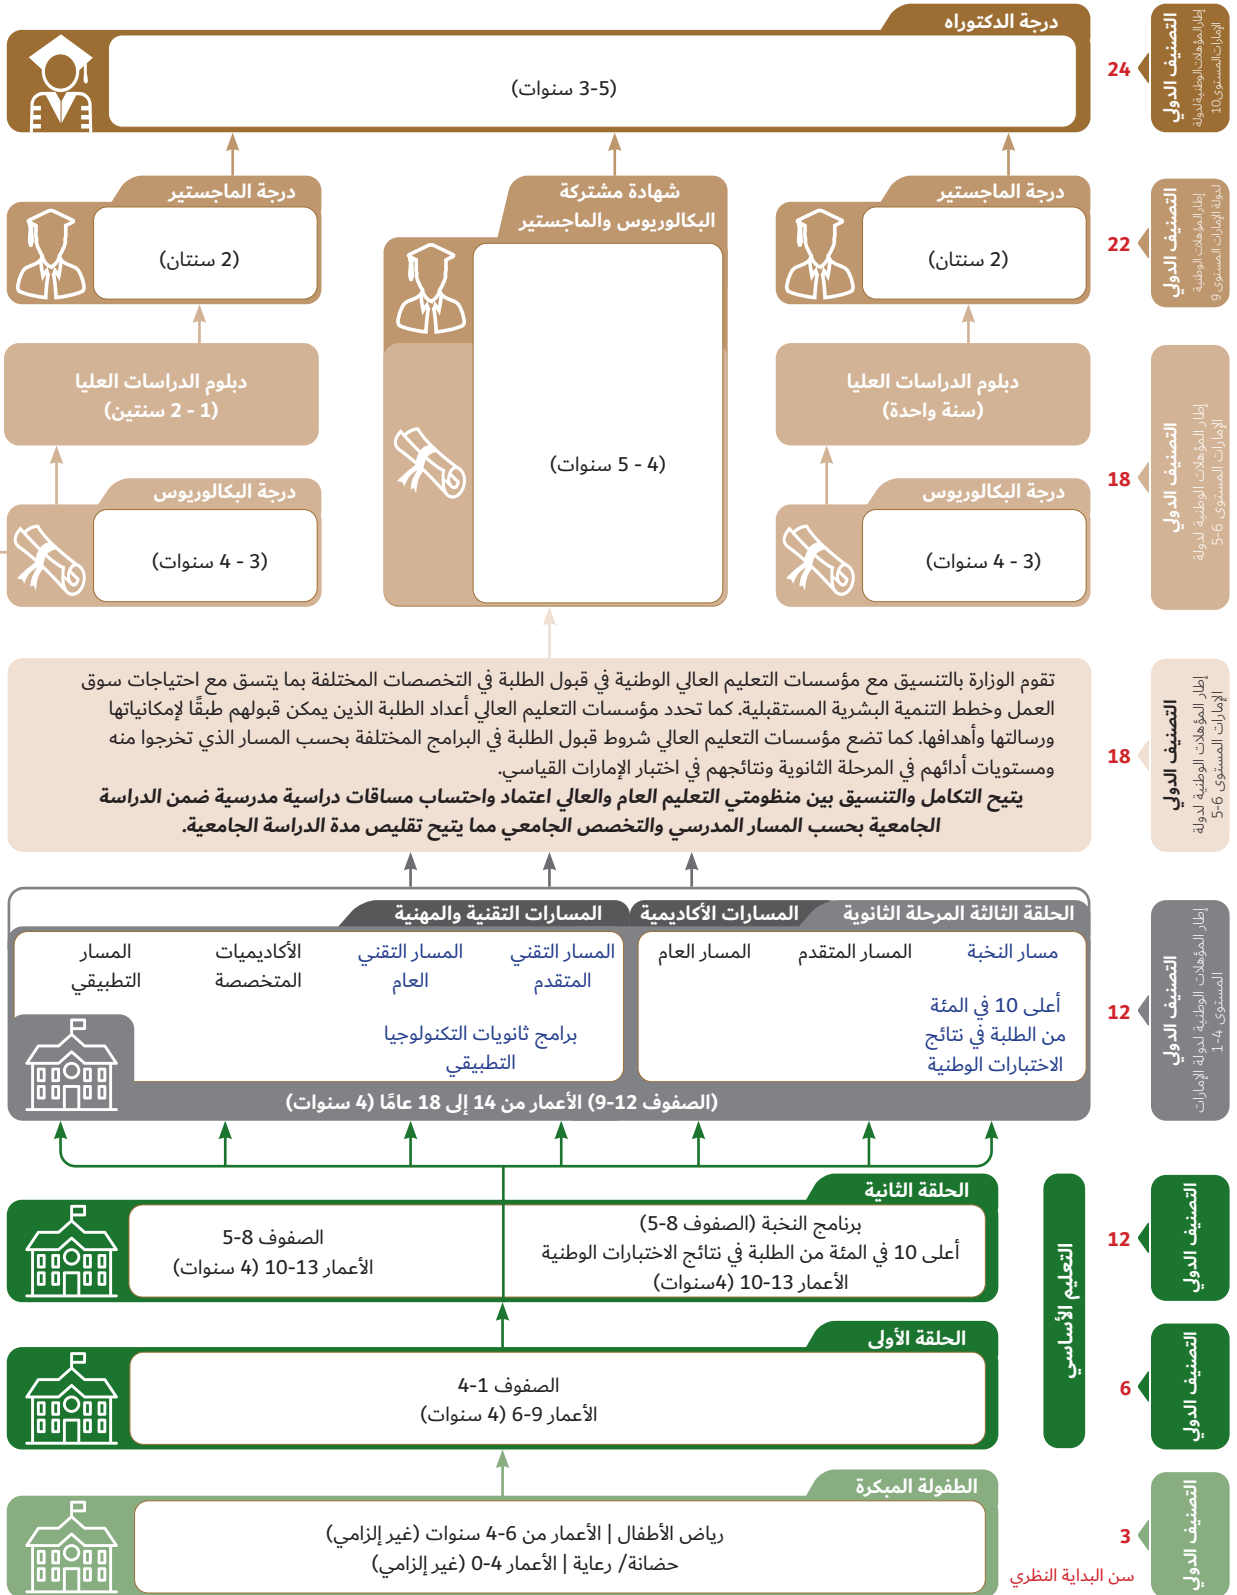 درجة الدكتوراه
(3-5 سنوات)
24
التصنيف الدولي
إطار المؤهلات الوطنية لدولة
الإمارات المستوى 10
درجة الماجستير
(2 سنتان)
شهادة مشتركة
البكالوريوس والماجستير
(4 - 5 سنوات)
درجة الماجستير
(2 سنتان)
22
التصنيف الدولي
إطار المؤهلات الوطنية
لدولة الإمارات المستوى 9
دبلوم الدراسات العليا
(سنة واحدة)
دبلوم الدراسات العليا
(1 - 2 سنتين)
درجة البكالوريوس
(3 - 4 سنوات)
درجة البكالوريوس
(3 - 4 سنوات)
18
التصنيف الدولي
إطار المؤهلات الوطنية لدولة
الإمارات المستوى 6-5
تقوم الوزارة بالتنسيق مع مؤسسات التعليم العالي الوطنية في قبول الطلبة في التخصصات المختلفة بما يتسق مع احتياجات سوق
العمل وخطط التنمية البشرية المستقبلية. كما تحدد مؤسسات التعليم العالي أعداد الطلبة الذين يمكن قبولهم طبقًا لإمكانياتها
ورسالتها وأهدافها. كما تضع مؤسسات التعليم العالي شروط قبول الطلبة في البرامج المختلفة بحسب المسار الذي تخرجوا منه
ومستويات أدائهم في المرحلة الثانوية ونتائجهم في اختبار الإمارات القياسي.
يتيح التكامل والتنسيق بين منظومتي التعليم العام والعالي اعتماد واحتساب مساقات دراسية مدرسية ضمن الدراسة
الجامعية بحسب المسار المدرسي والتخصص الجامعي مما يتيح تقليص مدة الدراسة الجامعية.
18
التصنيف الدولي
إطار المؤهلات الوطنية لدولة
الإمارات المستوى 6-5
الحلقة الثالثة المرحلة الثانوية
المسارات الأكاديمية
المسارات التقنية والمهنية
مسار النخبة
أعلى 10 في المئة
من الطلبة في نتائج
الاختبارات الوطنية
المسار المتقدم
المسار العام
المسار التقني
المتقدم
المسار التقني
العام
برامج ثانويات التكنولوجيا
التطبيقي
الأكاديميات
المتخصصة
المسار
التطبيقي
(الصفوف 12-9) الأعمار من 14 إلى 18 عامًا (4 سنوات)
12
التصنيف الدولي
إطار المؤهلات الوطنية لدولة الإمارات
المستوى 4-1
الحلقة الثانية
برنامج النخبة (الصفوف 8-5)
أعلى 10 في المئة من الطلبة في نتائج الاختبارات الوطنية
الأعمار 13-10 (4سنوات)
الصفوف 8-5
الأعمار 13-10 (4 سنوات)
12
التصنيف الدولي
التعليم الأساسي
الحلقة الأولى
الصفوف 1-4
الأعمار 9-6 (4 سنوات)
6
التصنيف الدولي
الطفولة المبكرة
رياض الأطفال | الأعمار من 6-4 سنوات (غير إلزامي)
حضانة/ رعاية | الأعمار 4-0 (غير إلزامي)
3
سن البداية النظري
التصنيف الدولي